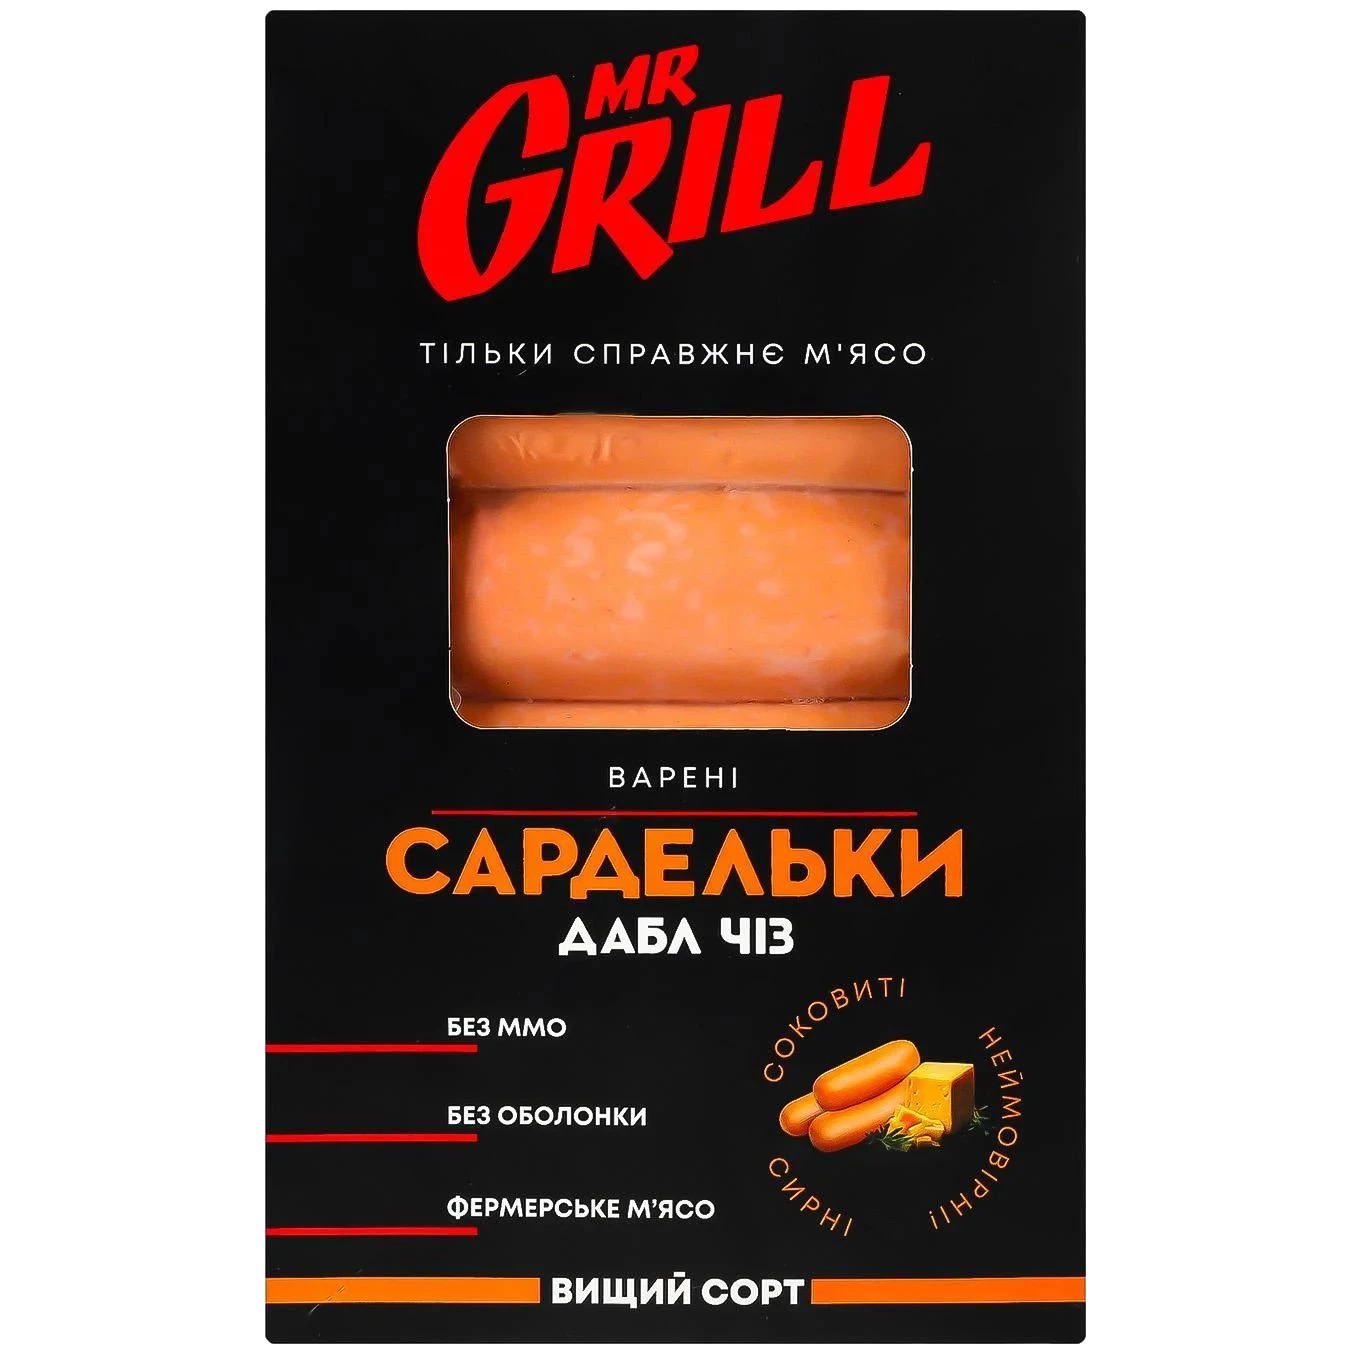 MR
GRILL
ТІЛЬКИ СПРАВЖНЄ М'ЯСО
ВАРЕНІ
САРДЕЛЬКИ
ДАБЛ ЧІЗ
БЕЗ ММО
БЕЗ ОБОЛОНКИ
ФЕРМЕРСЬКЕ М'ЯСО
СОКОВИТІ
НЕЙМОВІРНІ!
СИРНІ
ВИЩИЙ СОРТ